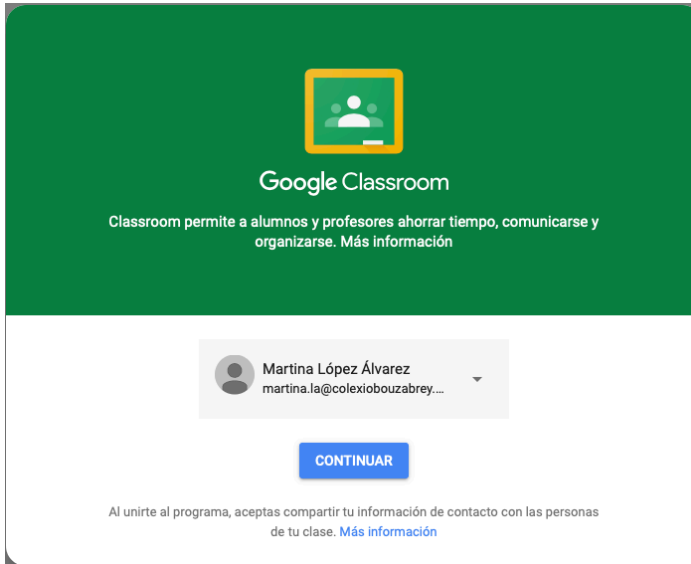 Google Classroom
Classroom permite a alumnos y profesores ahorrar tiempo, comunicarse y
organizarse. Más información
Martina López Álvarez
martina.la@colexiobouzabrey....
CONTINUAR
Al unirte al programa, aceptas compartir tu información de contacto con las personas
de tu clase. Más información